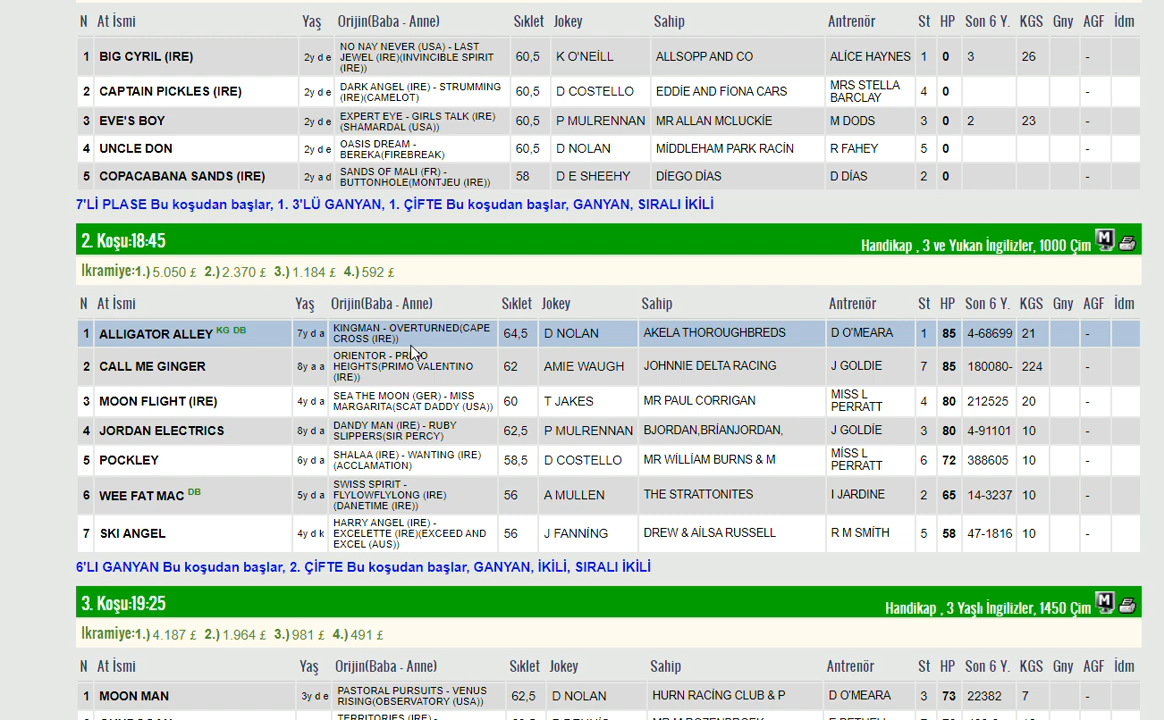 N At İsmi Yaş Orijin(Baba - Anne) Sıklet Jokey Sahip Antrenör St HP Son 6 Y. KGS Gny AGF İdm
1 BIG CYRIL (IRE) 2y d e NO NAY NEVER (USA) - LAST JEWEL (IRE)(INVINCIBLE SPIRIT (IRE)) 60,5 K O'NEİLL ALLSOPP AND CO ALİCE HAYNES 1 0 3 26 -
2 CAPTAIN PICKLES (IRE) 2y d e DARK ANGEL (IRE) - STRUMMING (IRE)(CAMELOT) 60,5 D COSTELLO EDDİE AND FİONA CARS MRS STELLA BARCLAY 4 0 -
3 EVE'S BOY 2y d e EXPERT EYE - GIRLS TALK (IRE)(SHAMARDAL (USA)) 60,5 P MULRENNAN MR ALLAN MCLUCKİE M DODS 3 0 2 23 -
4 UNCLE DON 2y d e OASIS DREAM - BEREKA(FIREBREAK) 60,5 D NOLAN MİDDLEHAM PARK RACİN R FAHEY 5 0 -
5 COPACABANA SANDS (IRE) 2y a d SANDS OF MALI (FR) - BUTTONHOLE(MONTJEU (IRE)) 58 D E SHEEHY DİEGO DİAS D DİAS 2 0 -
7'Lİ PLASE Bu koşudan başlar, 1. 3'LÜ GANYAN, 1. ÇİFTE Bu koşudan başlar, GANYAN, SIRALI İKİLİ
2. Koşu:18:45 Handikap , 3 ve Yukarı İngilizler, 1000 Çim M
Ikramiye:1.) 5.050 £ 2.) 2.370 £ 3.) 1.184 £ 4.) 592 £
N At İsmi Yaş Orijin(Baba - Anne) Sıklet Jokey Sahip Antrenör St HP Son 6 Y. KGS Gny AGF İdm
1 ALLIGATOR ALLEY KG DB 7y d a KINGMAN - OVERTURNED(CAPE CROSS (IRE)) 64,5 D NOLAN AKELA THOROUGHBREDS D O'MEARA 1 85 4-68699 21 -
2 CALL ME GINGER 8y a a ORIENTOR - HEIGHTS(PRIMO VALENTINO (IRE)) 62 AMIE WAUGH JOHNNIE DELTA RACING J GOLDIE 7 85 180080- 224 -
3 MOON FLIGHT (IRE) 4y d a SEA THE MOON (GER) - MISS MARGARITA(SCAT DADDY (USA)) 60 T JAKES MR PAUL CORRIGAN MISS L PERRATT 4 80 212525 20 -
4 JORDAN ELECTRICS 8y d a DANDY MAN (IRE) - RUBY SLIPPERS(SIR PERCY) 62,5 P MULRENNAN BJORDAN,BRİANJORDAN, J GOLDİE 3 80 4-91101 10 -
5 POCKLEY 6y d a SHALAA (IRE) - WANTING (IRE)(ACCLAMATION) 58,5 D COSTELLO MR WİLLİAM BURNS & M MİSS L PERRATT 6 72 388605 10 -
6 WEE FAT MAC DB 5y d a SWISS SPIRIT - FLYLOWFLYLONG (IRE)(DANETIME (IRE)) 56 A MULLEN THE STRATTONITES I JARDINE 2 65 14-3237 10 -
7 SKI ANGEL 4y d k HARRY ANGEL (IRE) - EXCELETTE (IRE)(EXCEED AND EXCEL (AUS)) 56 J FANNİNG DREW & AİLSA RUSSELL R M SMİTH 5 58 47-1816 10 -
6'LI GANYAN Bu koşudan başlar, 2. ÇİFTE Bu koşudan başlar, GANYAN, İKİLİ, SIRALI İKİLİ
3. Koşu:19:25 Handikap , 3 Yaşlı İngilizler, 1450 Çim M
Ikramiye:1.) 4.187 £ 2.) 1.964 £ 3.) 981 £ 4.) 491 £
N At İsmi Yaş Orijin(Baba - Anne) Sıklet Jokey Sahip Antrenör St HP Son 6 Y. KGS Gny AGF İdm
1 MOON MAN 3y d e PASTORAL PURSUITS - VENUS RISING(OBSERVATORY (USA)) 62,5 D NOLAN HURN RACİNG CLUB & P D O'MEARA 3 73 22382 7 -
TERRITORIES (IRE) -